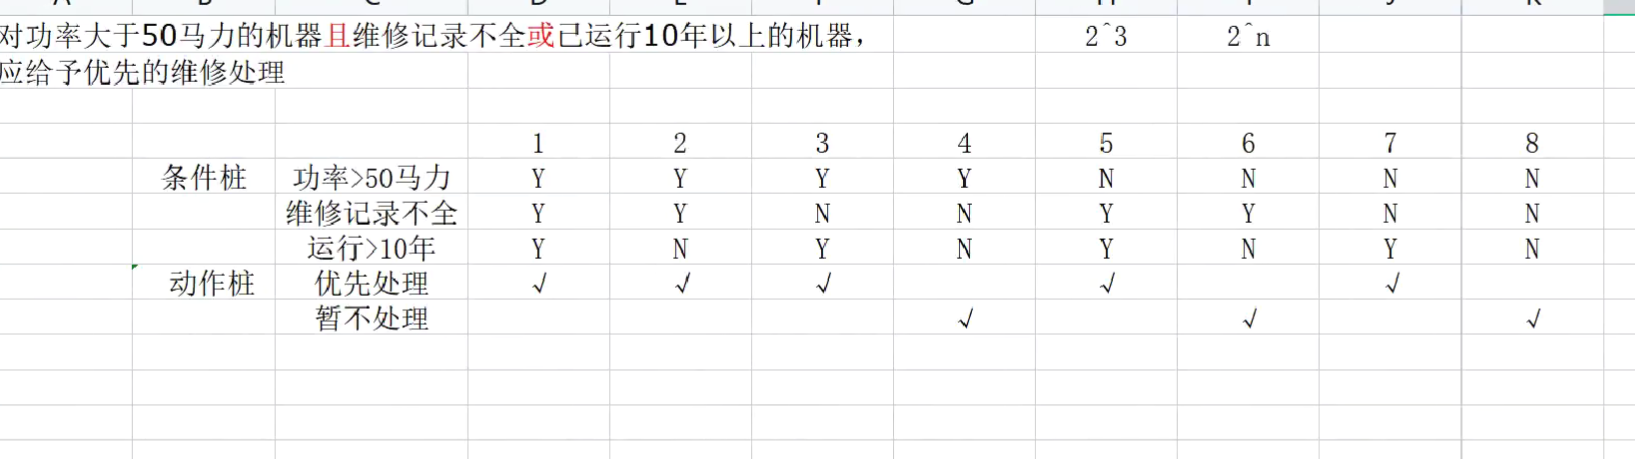 对功率大于50马力的机器且维修记录不全或已运行10年以上的机器， 2^3 2^n
应给予优先的维修处理
1 2 3 4 5 6 7 8
条件桩 功率>50马力 Y Y Y Y N N N N
维修记录不全 Y Y N N Y Y N N
运行>10年 Y N Y N Y N Y N
动作桩 优先处理 √ √ √ √ √
暂不处理 √ √ √